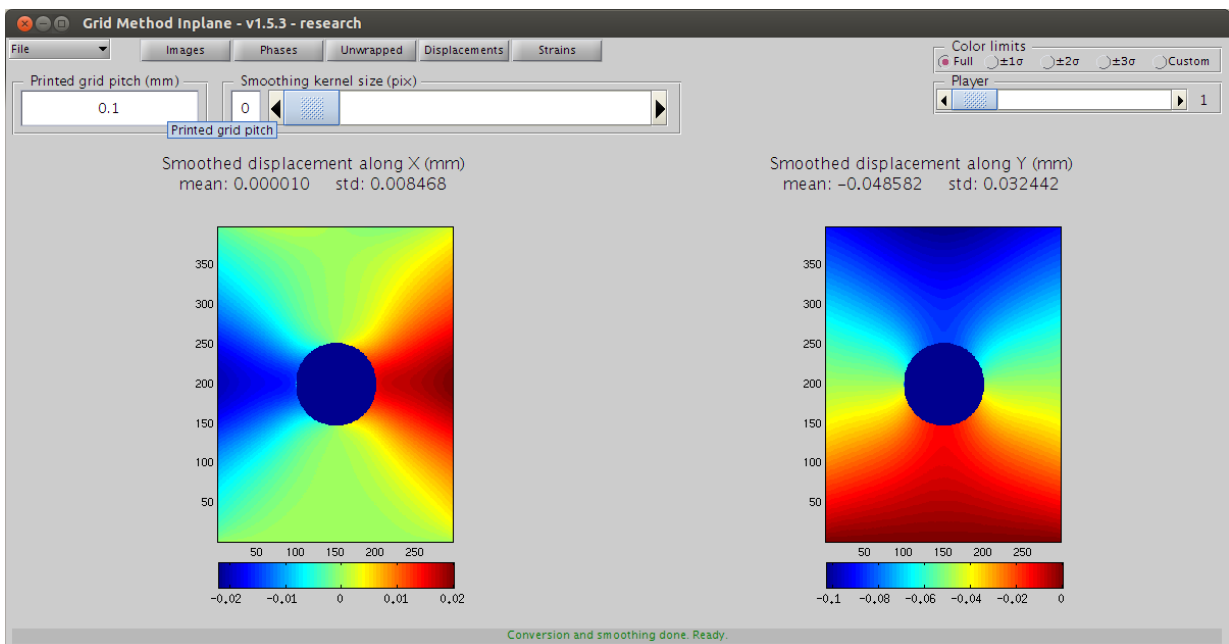 Grid Method Inplane - v1.5.3 - research
File
Images
Phases
Unwrapped
Displacements
Strains
Color limits
Full
±1σ
±2σ
±3σ
Custom
Printed grid pitch (mm)
0.1
Printed grid pitch
Smoothing kernel size (pix)
0
Player
1
Smoothed displacement along X (mm)
mean: 0.000010 std: 0.008468
350
300
250
200
150
100
50
50 100 150 200 250
-0.02 -0.01 0 0.01 0.02
Smoothed displacement along Y (mm)
mean: -0.048582 std: 0.032442
350
300
250
200
150
100
50
50 100 150 200 250
-0.1 -0.08 -0.06 -0.04 -0.02 0
Conversion and smoothing done. Ready.